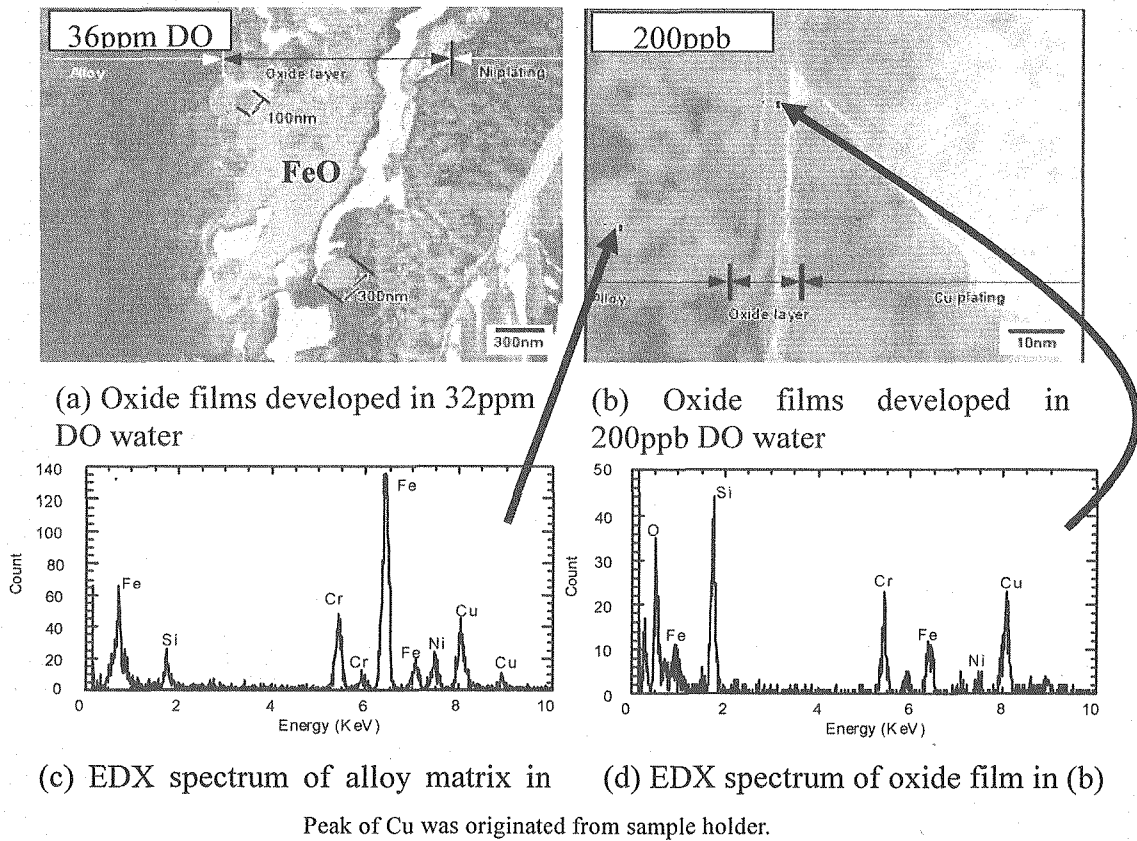 36ppm DO
200ppb
Alloy
Oxide layer
Ni plating
100nm
FeO
300nm
300nm
Alloy
Oxide layer
Cu plating
10nm
(a) Oxide films developed in 32ppm
DO water
(b) Oxide films developed in
200ppb DO water
140
120
100
80
60
40
20
0
Count
Fe
Si
Cr
Cr
Fe
Fe
Ni
Cu
Cu
0 2 4 6 8 10
Energy (KeV)
50
40
30
20
10
0
Count
O
Fe
Si
Cr
Fe
Ni
Cu
0 2 4 6 8 10
Energy (KeV)
(c) EDX spectrum of alloy matrix in
(d) EDX spectrum of oxide film in (b)
Peak of Cu was originated from sample holder.